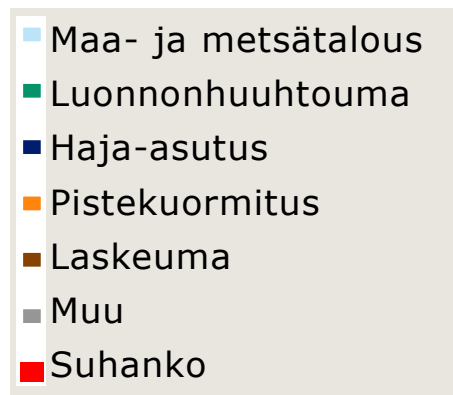 Maa- ja metsätalous
Luonnonhuuhtouma
Haja-asutus
Pistekuormitus
Laskeuma
Muu
Suhanko